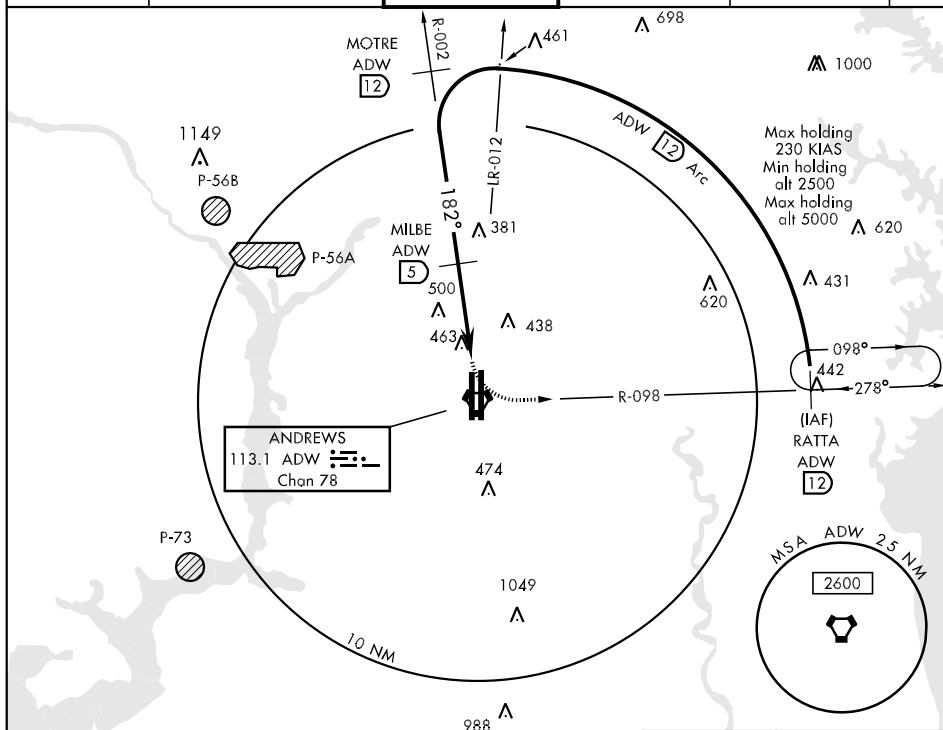 R-002
461
698
MOTRE
ADW
12
1000
LR-012
ADW 12 Arc
1149
P-56B
Max holding
230 KIAS
Min holding
alt 2500
Max holding
alt 5000
182°
381
620
P-56A
MILBE
ADW
5
500
431
620
438
463
098°
442
278°
R-098
(IAF)
RATTA
ADW
12
ANDREWS
113.1 ADW
Chan 78
474
P-73
MSA ADW 25 NM
2600
1049
10 NM
988